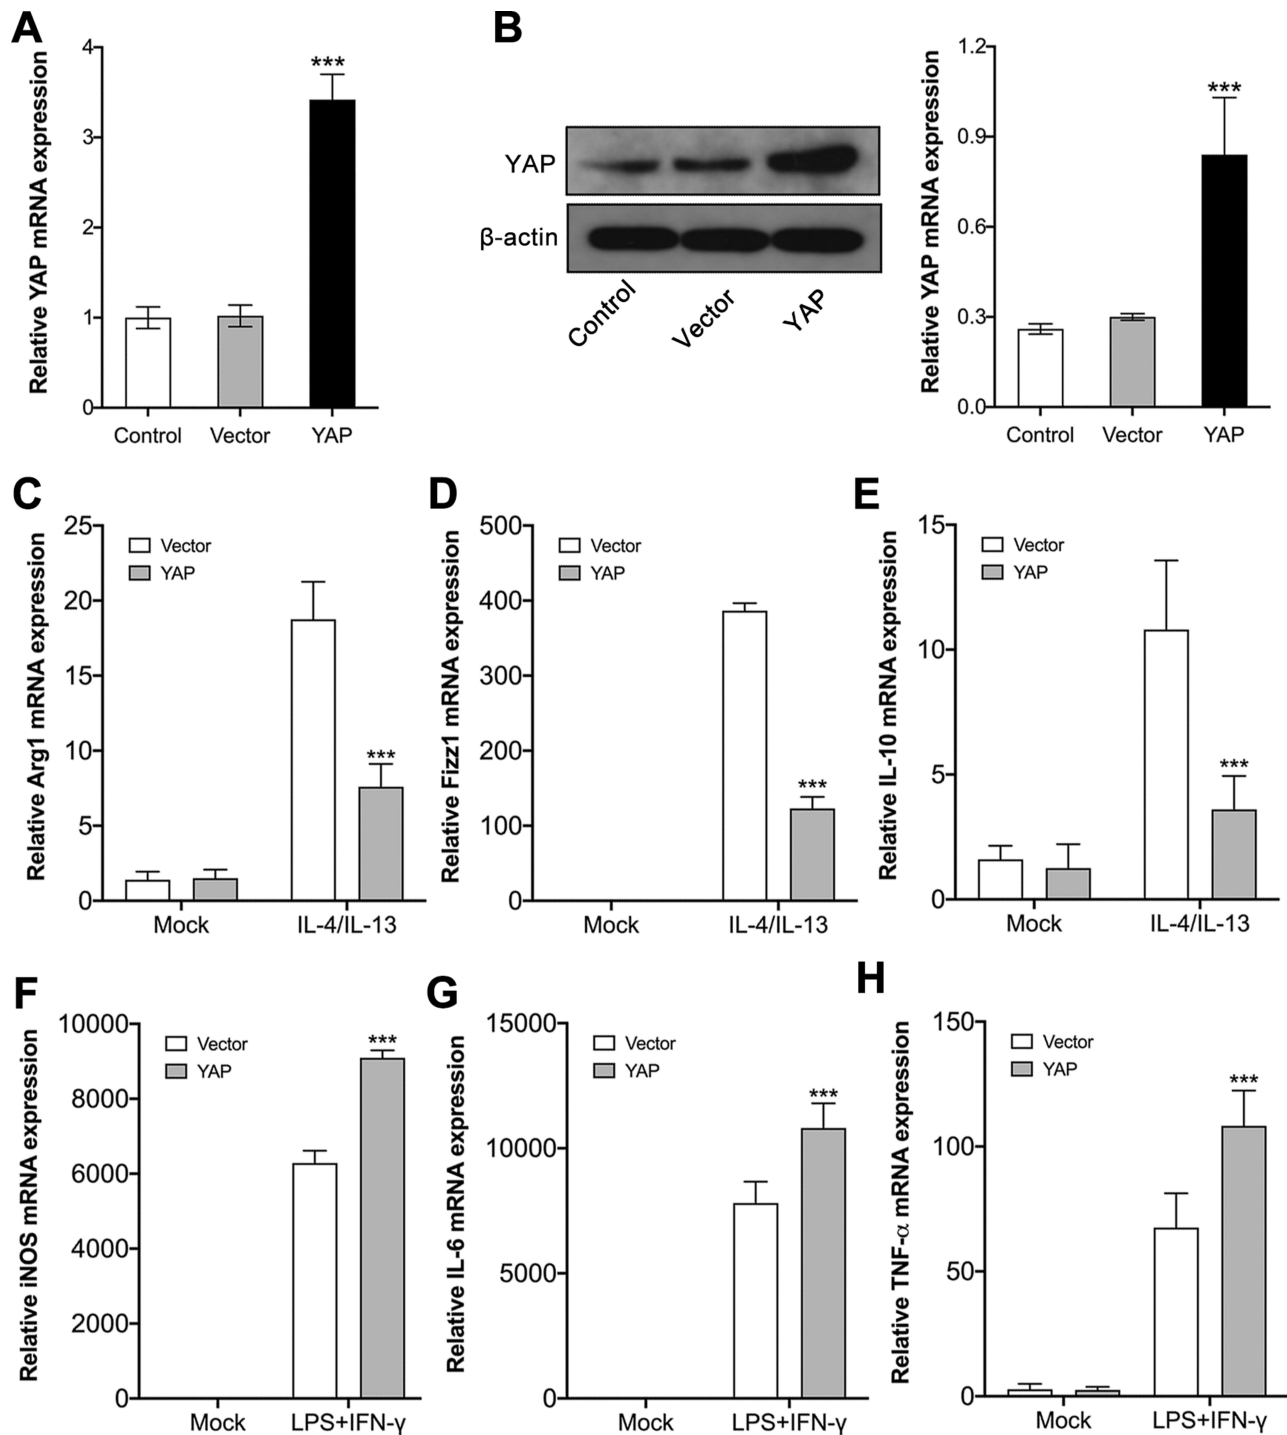 A
Relative YAP mRNA expression
4
3
2
1
0
***
Control Vector YAP
B
YAP
β-actin
Control Vector YAP
Relative YAP mRNA expression
1.2
0.9
0.6
0.3
0.0
***
Control Vector YAP
C
Relative Arg1 mRNA expression
25
20
15
10
5
0
Vector
YAP
***
Mock IL-4/IL-13
D
Relative Fizz1 mRNA expression
500
400
300
200
100
0
Vector
YAP
***
Mock IL-4/IL-13
E
Relative IL-10 mRNA expression
15
10
5
0
Vector
YAP
***
Mock IL-4/IL-13
F
Relative iNOS mRNA expression
10000
8000
6000
4000
2000
0
Vector
YAP
***
Mock LPS+IFN-γ
G
Relative IL-6 mRNA expression
15000
10000
5000
0
Vector
YAP
***
Mock LPS+IFN-γ
H
Relative TNF-α mRNA expression
150
100
50
0
Vector
YAP
***
Mock LPS+IFN-γ